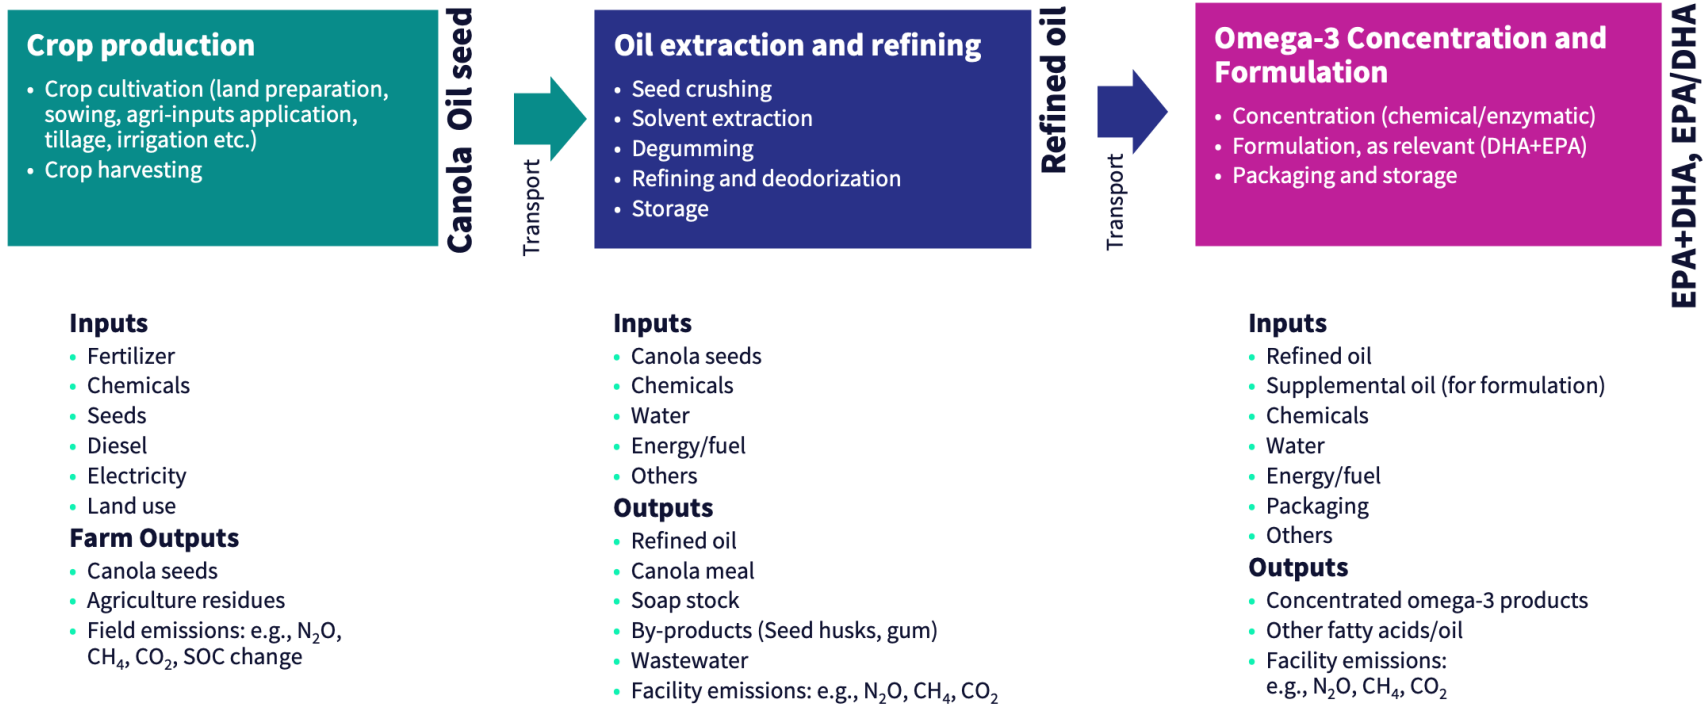 Crop production
• Crop cultivation (land preparation,
sowing, agri-inputs application,
tillage, irrigation etc.)
• Crop harvesting
Canola Oil seed
Transport
Oil extraction and refining
• Seed crushing
• Solvent extraction
• Degumming
• Refining and deodorization
• Storage
Refined oil
Transport
Omega-3 Concentration and
Formulation
• Concentration (chemical/enzymatic)
• Formulation, as relevant (DHA+EPA)
• Packaging and storage
EPA+DHA, EPA/DHA
Inputs
• Fertilizer
• Chemicals
• Seeds
• Diesel
• Electricity
• Land use
Farm Outputs
• Canola seeds
• Agriculture residues
• Field emissions: e.g., N₂O,
CH₄, CO₂, SOC change
Inputs
• Canola seeds
• Chemicals
• Water
• Energy/fuel
• Others
Outputs
• Refined oil
• Canola meal
• Soap stock
• By-products (Seed husks, gum)
• Wastewater
• Facility emissions: e.g., N₂O, CH₄, CO₂
Inputs
• Refined oil
• Supplemental oil (for formulation)
• Chemicals
• Water
• Energy/fuel
• Packaging
• Others
Outputs
• Concentrated omega-3 products
• Other fatty acids/oil
• Facility emissions:
e.g., N₂O, CH₄, CO₂